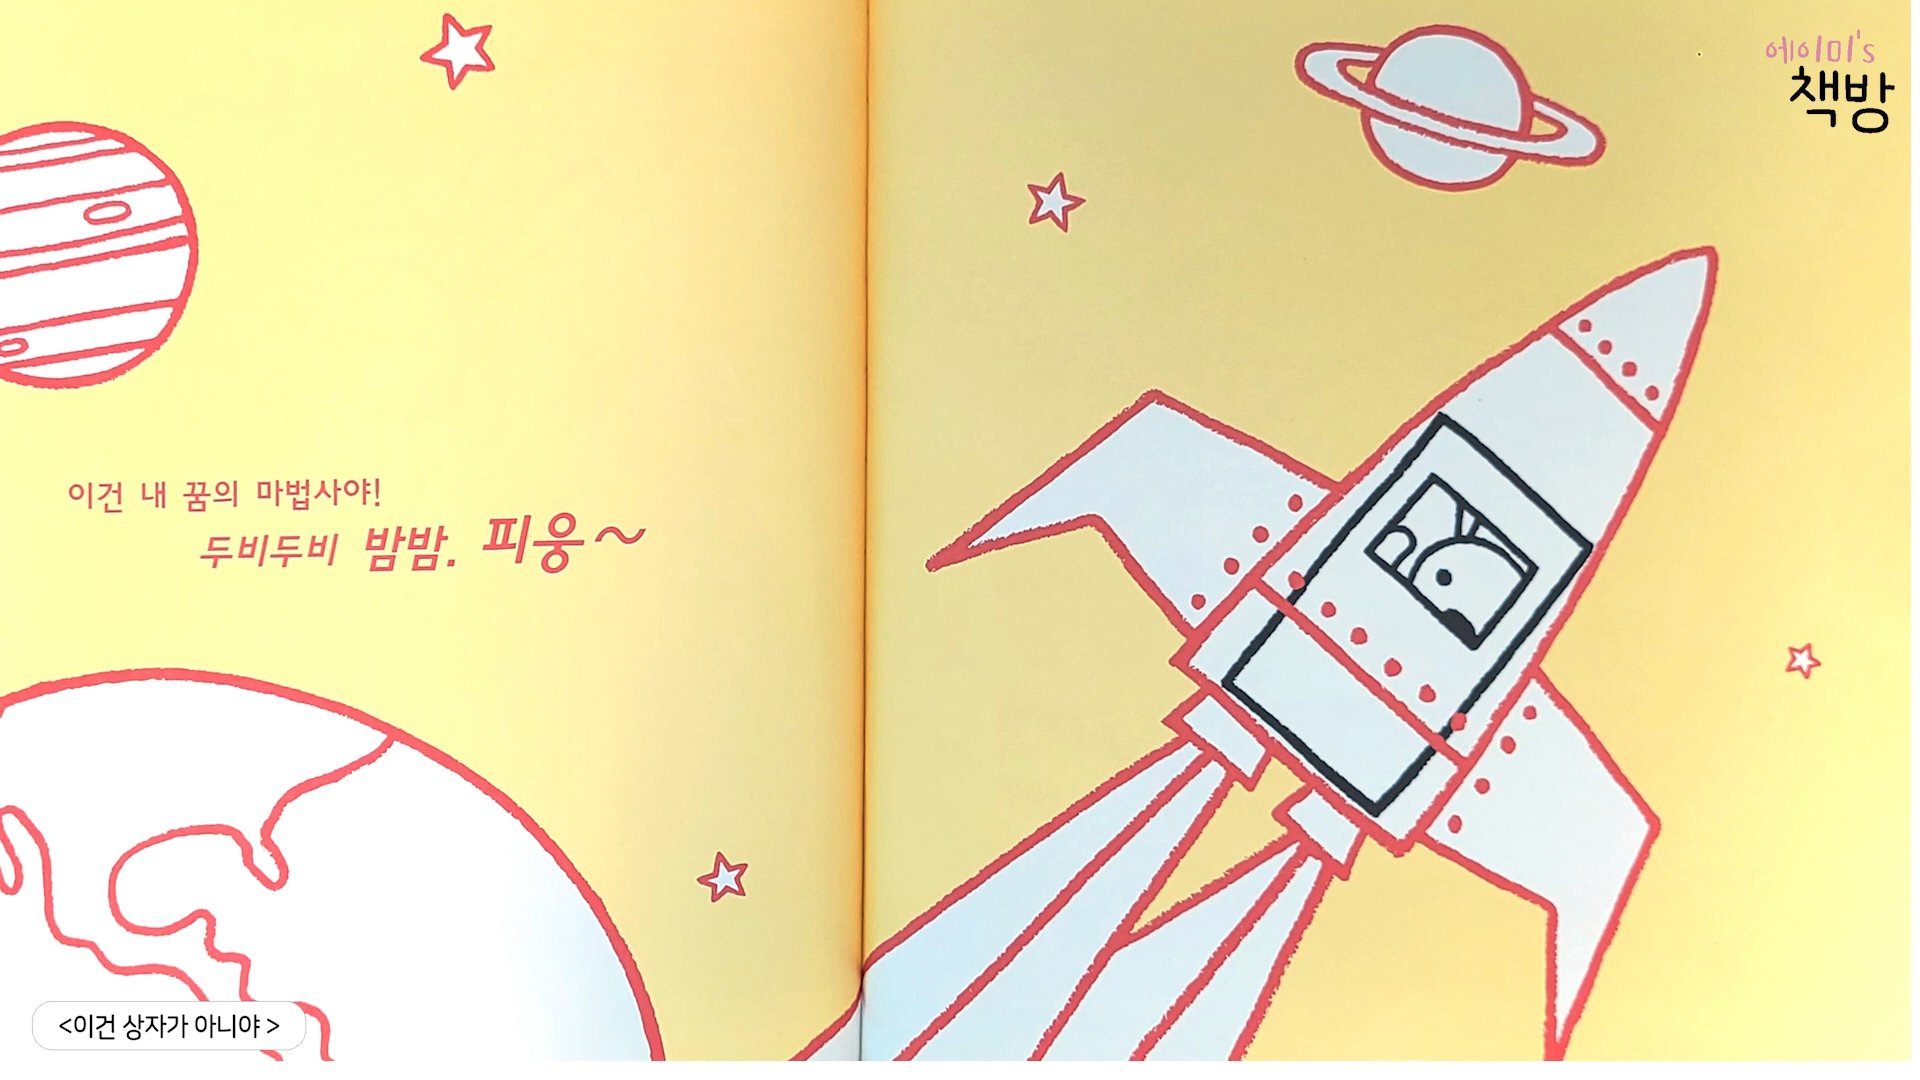 에이미's
책방
이건 내 꿈의 마법사야!
두비두비 밤밤. 피웅~
<이건 상자가 아니야 >